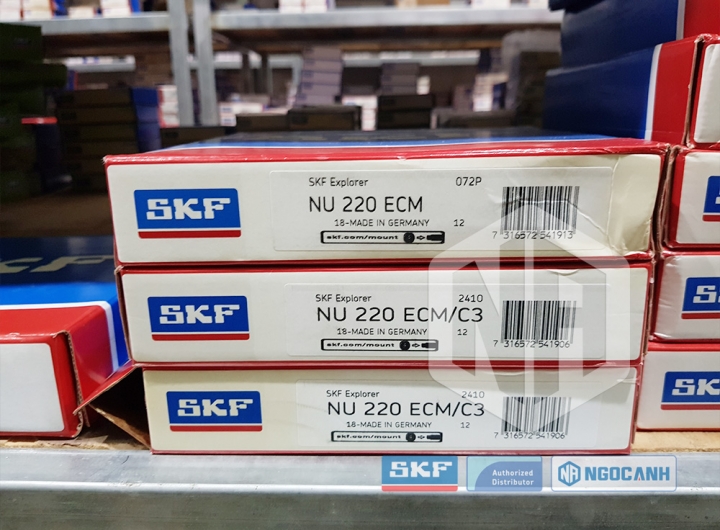 SKF
SKF Explorer 072P
NU 220 ECM
18-MADE IN GERMANY 12
skf.com/mount
7 316572 541913
SKF
SKF Explorer 2410
NU 220 ECM/C3
18-MADE IN GERMANY 12
skf.com/mount
7 316572 541906
SKF
SKF Explorer 2410
NU 220 ECM/C3
18-MADE IN GERMANY 12
skf.com/mount
7 316572 541906
SKF
Authorized
Distributor
NGOCANH